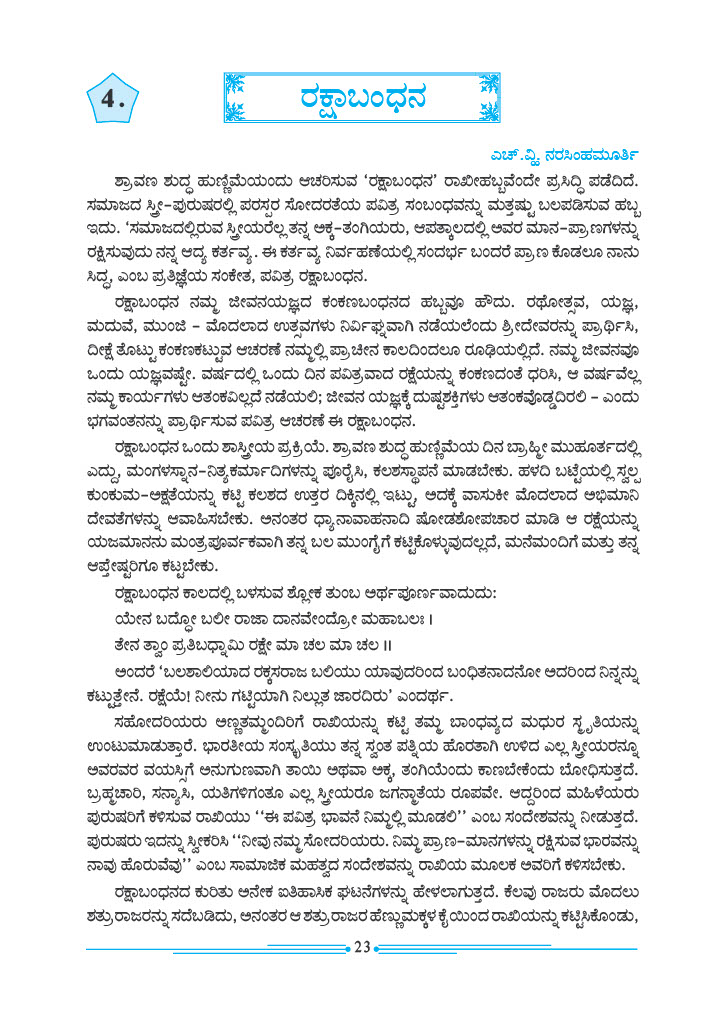 4.
ರಕ್ಷಾಬಂಧನ
ಎಚ್.ವ್ಹಿ. ನರಸಿಂಹಮೂರ್ತಿ
ಶ್ರಾವಣ ಶುದ್ಧ ಹುಣ್ಣಿಮೆಯಂದು ಆಚರಿಸುವ ‘ರಕ್ಷಾಬಂಧನ’ ರಾಖೀಹಬ್ಬವೆಂದೇ ಪ್ರಸಿದ್ಧಿ ಪಡೆದಿದೆ.
ಸಮಾಜದ ಸ್ತ್ರೀ–ಪುರುಷರಲ್ಲಿ ಪರಸ್ಪರ ಸೋದರತೆಯ ಪವಿತ್ರ ಸಂಬಂಧವನ್ನು ಮತ್ತಷ್ಟು ಬಲಪಡಿಸುವ ಹಬ್ಬ
ಇದು. ‘ಸಮಾಜದಲ್ಲಿರುವ ಸ್ತ್ರೀಯರೆಲ್ಲ ತನ್ನ ಅಕ್ಕ–ತಂಗಿಯರು, ಆಪತ್ಕಾಲದಲ್ಲಿ ಅವರ ಮಾನ–ಪ್ರಾಣಗಳನ್ನು
ರಕ್ಷಿಸುವುದು ನನ್ನ ಆದ್ಯ ಕರ್ತವ್ಯ. ಈ ಕರ್ತವ್ಯ ನಿರ್ವಹಣೆಯಲ್ಲಿ ಸಂದರ್ಭ ಬಂದರೆ ಪ್ರಾಣ ಕೊಡಲೂ ನಾನು
ಸಿದ್ಧ, ಎಂಬ ಪ್ರತಿಜ್ಞೆಯ ಸಂಕೇತ, ಪವಿತ್ರ ರಕ್ಷಾಬಂಧನ.
ರಕ್ಷಾಬಂಧನ ನಮ್ಮ ಜೀವನಯಜ್ಞದ ಕಂಕಣಬಂಧನದ ಹಬ್ಬವೂ ಹೌದು. ರಥೋತ್ಸವ, ಯಜ್ಞ,
ಮದುವೆ, ಮುಂಜಿ – ಮೊದಲಾದ ಉತ್ಸವಗಳು ನಿರ್ವಿಘ್ನವಾಗಿ ನಡೆಯಲೆಂದು ಶ್ರೀದೇವರನ್ನು ಪ್ರಾರ್ಥಿಸಿ,
ದೀಕ್ಷೆ ತೊಟ್ಟು ಕಂಕಣಕಟ್ಟುವ ಆಚರಣೆ ನಮ್ಮಲ್ಲಿ ಪ್ರಾಚೀನ ಕಾಲದಿಂದಲೂ ರೂಢಿಯಲ್ಲಿದೆ. ನಮ್ಮ ಜೀವನವೂ
ಒಂದು ಯಜ್ಞವಷ್ಟೇ. ವರ್ಷದಲ್ಲಿ ಒಂದು ದಿನ ಪವಿತ್ರವಾದ ರಕ್ಷೆಯನ್ನು ಕಂಕಣದಂತೆ ಧರಿಸಿ, ಆ ವರ್ಷವೆಲ್ಲ
ನಮ್ಮ ಕಾರ್ಯಗಳು ಆತಂಕವಿಲ್ಲದೆ ನಡೆಯಲಿ; ಜೀವನ ಯಜ್ಞಕ್ಕೆ ದುಷ್ಟಶಕ್ತಿಗಳು ಆತಂಕವೊಡ್ಡದಿರಲಿ – ಎಂದು
ಭಗವಂತನನ್ನು ಪ್ರಾರ್ಥಿಸುವ ಪವಿತ್ರ ಆಚರಣೆ ಈ ರಕ್ಷಾಬಂಧನ.
ರಕ್ಷಾಬಂಧನ ಒಂದು ಶಾಸ್ತ್ರೀಯ ಪ್ರಕ್ರಿಯೆ. ಶ್ರಾವಣ ಶುದ್ಧ ಹುಣ್ಣಿಮೆಯ ದಿನ ಬ್ರಾಹ್ಮೀ ಮುಹೂರ್ತದಲ್ಲಿ
ಎದ್ದು, ಮಂಗಳಸ್ನಾನ–ನಿತ್ಯಕರ್ಮಾದಿಗಳನ್ನು ಪೂರೈಸಿ, ಕಲಶಸ್ಥಾಪನೆ ಮಾಡಬೇಕು. ಹಳದಿ ಬಟ್ಟೆಯಲ್ಲಿ ಸ್ವಲ್ಪ
ಕುಂಕುಮ–ಅಕ್ಷತೆಯನ್ನು ಕಟ್ಟಿ ಕಲಶದ ಉತ್ತರ ದಿಕ್ಕಿನಲ್ಲಿ ಇಟ್ಟು, ಅದಕ್ಕೆ ವಾಸುಕೀ ಮೊದಲಾದ ಅಭಿಮಾನಿ
ದೇವತೆಗಳನ್ನು ಆವಾಹಿಸಬೇಕು. ಅನಂತರ ಧ್ಯಾನಾವಾಹನಾದಿ ಷೋಡಶೋಪಚಾರ ಮಾಡಿ ಆ ರಕ್ಷೆಯನ್ನು
ಯಜಮಾನನು ಮಂತ್ರಪೂರ್ವಕವಾಗಿ ತನ್ನ ಬಲ ಮುಂಗೈಗೆ ಕಟ್ಟಿಕೊಳ್ಳುವುದಲ್ಲದೆ, ಮನೆಮಂದಿಗೆ ಮತ್ತು ತನ್ನ
ಆಪ್ತೇಷ್ಟರಿಗೂ ಕಟ್ಟಬೇಕು.
ರಕ್ಷಾಬಂಧನ ಕಾಲದಲ್ಲಿ ಬಳಸುವ ಶ್ಲೋಕ ತುಂಬ ಅರ್ಥಪೂರ್ಣವಾದುದು:
ಯೇನ ಬದ್ಧೋ ಬಲೀ ರಾಜಾ ದಾನವೇಂದ್ರೋ ಮಹಾಬಲಃ ।
ತೇನ ತ್ವಾಂ ಪ್ರತಿಬಧ್ನಾಮಿ ರಕ್ಷೇ ಮಾ ಚಲ ಮಾ ಚಲ ॥
ಅಂದರೆ ‘ಬಲಶಾಲಿಯಾದ ರಕ್ಕಸರಾಜ ಬಲಿಯು ಯಾವುದರಿಂದ ಬಂಧಿತನಾದನೋ ಅದರಿಂದ ನಿನ್ನನ್ನು
ಕಟ್ಟುತ್ತೇನೆ. ರಕ್ಷೆಯೆ! ನೀನು ಗಟ್ಟಿಯಾಗಿ ನಿಲ್ಲುತ ಜಾರದಿರು’ ಎಂದರ್ಥ.
ಸಹೋದರಿಯರು ಅಣ್ಣತಮ್ಮಂದಿರಿಗೆ ರಾಖಿಯನ್ನು ಕಟ್ಟಿ ತಮ್ಮ ಬಾಂಧವ್ಯದ ಮಧುರ ಸ್ಮೃತಿಯನ್ನು
ಉಂಟುಮಾಡುತ್ತಾರೆ. ಭಾರತೀಯ ಸಂಸ್ಕೃತಿಯು ತನ್ನ ಸ್ವಂತ ಪತ್ನಿಯ ಹೊರತಾಗಿ ಉಳಿದ ಎಲ್ಲ ಸ್ತ್ರೀಯರನ್ನೂ
ಅವರವರ ವಯಸ್ಸಿಗೆ ಅನುಗುಣವಾಗಿ ತಾಯಿ ಅಥವಾ ಅಕ್ಕ, ತಂಗಿಯೆಂದು ಕಾಣಬೇಕೆಂದು ಬೋಧಿಸುತ್ತದೆ.
ಬ್ರಹ್ಮಚಾರಿ, ಸನ್ಯಾಸಿ, ಯತಿಗಳಿಗಂತೂ ಎಲ್ಲ ಸ್ತ್ರೀಯರೂ ಜಗನ್ಮಾತೆಯ ರೂಪವೇ. ಆದ್ದರಿಂದ ಮಹಿಳೆಯರು
ಪುರುಷರಿಗೆ ಕಳಿಸುವ ರಾಖಿಯು ‘‘ಈ ಪವಿತ್ರ ಭಾವನೆ ನಿಮ್ಮಲ್ಲಿ ಮೂಡಲಿ’’ ಎಂಬ ಸಂದೇಶವನ್ನು ನೀಡುತ್ತದೆ.
ಪುರುಷರು ಇದನ್ನು ಸ್ವೀಕರಿಸಿ ‘‘ನೀವು ನಮ್ಮ ಸೋದರಿಯರು. ನಿಮ್ಮ ಪ್ರಾಣ–ಮಾನಗಳನ್ನು ರಕ್ಷಿಸುವ ಭಾರವನ್ನು
ನಾವು ಹೊರುವೆವು’’ ಎಂಬ ಸಾಮಾಜಿಕ ಮಹತ್ವದ ಸಂದೇಶವನ್ನು ರಾಖಿಯ ಮೂಲಕ ಅವರಿಗೆ ಕಳಿಸಬೇಕು.
ರಕ್ಷಾಬಂಧನದ ಕುರಿತು ಅನೇಕ ಐತಿಹಾಸಿಕ ಘಟನೆಗಳನ್ನು ಹೇಳಲಾಗುತ್ತದೆ. ಕೆಲವು ರಾಜರು ಮೊದಲು
ಶತ್ರುರಾಜರನ್ನು ಸದೆಬಡಿದು, ಅನಂತರ ಆ ಶತ್ರುರಾಜರ ಹೆಣ್ಣುಮಕ್ಕಳ ಕೈಯಿಂದ ರಾಖಿಯನ್ನು ಕಟ್ಟಿಸಿಕೊಂಡು,
23